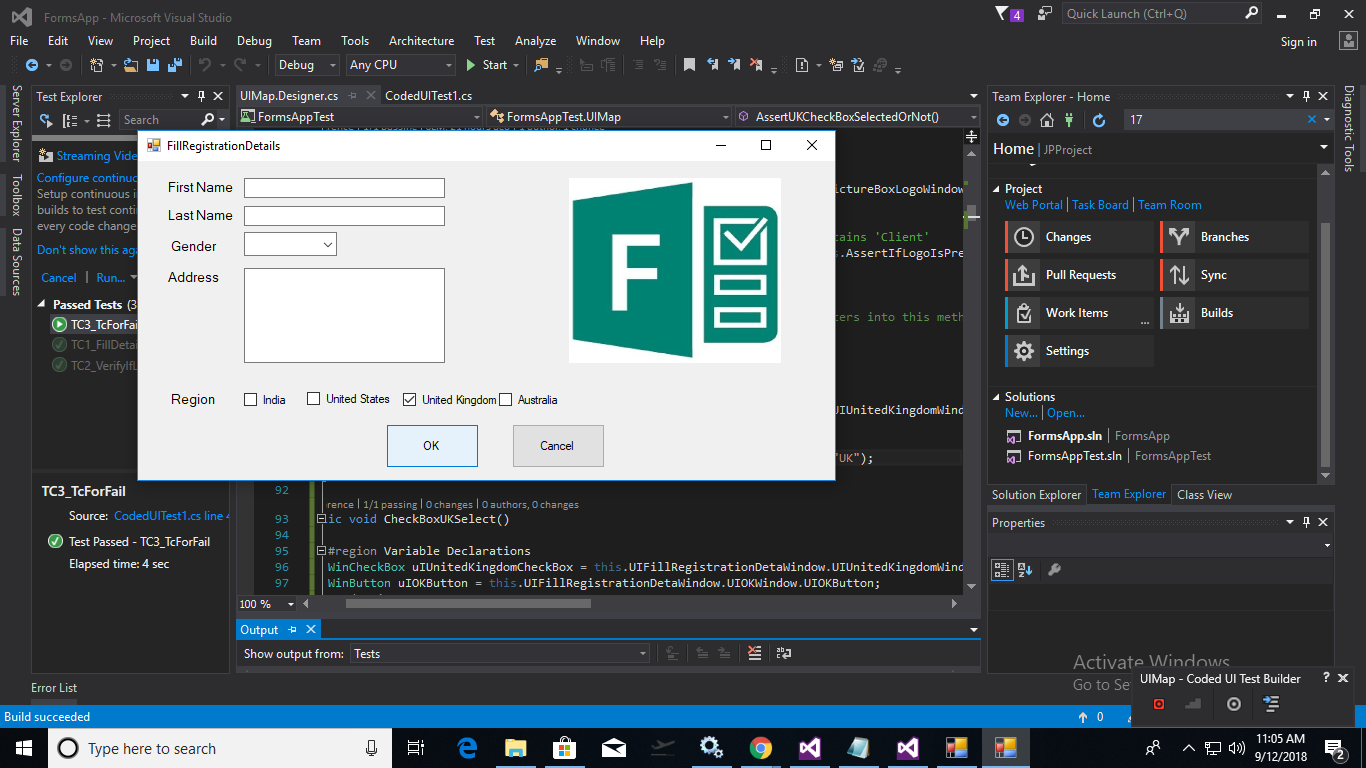 FormsApp - Microsoft Visual Studio
4
Quick Launch (Ctrl+Q)
File Edit View Project Build Debug Team Tools Architecture Test Analyze Window Help
Sign in
Debug Any CPU Start
Server Explorer
Toolbox
Data Sources
Test Explorer
Search
Streaming Vide
Configure continuo
Setup continuous i
builds to test conti
every code change
Don't show this aga
Cancel Run...
Passed Tests (3
TC3_TcForFail
TC1_FillDetai
TC2_VerifyIfL
TC3_TcForFail
Source: CodedUITest1.cs line 4
Test Passed - TC3_TcForFail
Elapsed time: 4 sec
UIMap.Designer.cs CodedUITest1.cs
FormsAppTest FormsAppTest.UIMap AssertUKCheckBoxSelectedOrNot()
FillRegistrationDetails
First Name
Last Name
Gender
Address
F
Region India United States United Kingdom Australia
OK Cancel
ictureBoxLogoWindow
tains 'Client'
s.AssertIfLogoIsPre
ters into this meth
UIUnitedKingdomWind
"UK");
92
rence | 1/1 passing | 0 changes | 0 authors, 0 changes
93 ic void CheckBoxUKSelect()
94
95 #region Variable Declarations
96 WinCheckBox uIUnitedKingdomCheckBox = this.UIFillRegistrationDetaWindow.UIUnitedKingdomWind
97 WinButton uIOKButton = this.UIFillRegistrationDetaWindow.UIOKWindow.UIOKButton;
100 %
Output
Show output from: Tests
Team Explorer - Home
17
Home | JPProject
Project
Web Portal | Task Board | Team Room
Changes Branches
Pull Requests Sync
Work Items ... Builds
Settings
Solutions
New... | Open...
FormsApp.sln | FormsApp
FormsAppTest.sln | FormsAppTest
Solution Explorer Team Explorer Class View
Properties
Diagnostic Tools
Activate Windows
Go to Se
UIMap - Coded UI Test Builder ?
Error List
Build succeeded
0
Type here to search
11:05 AM
9/12/2018
2